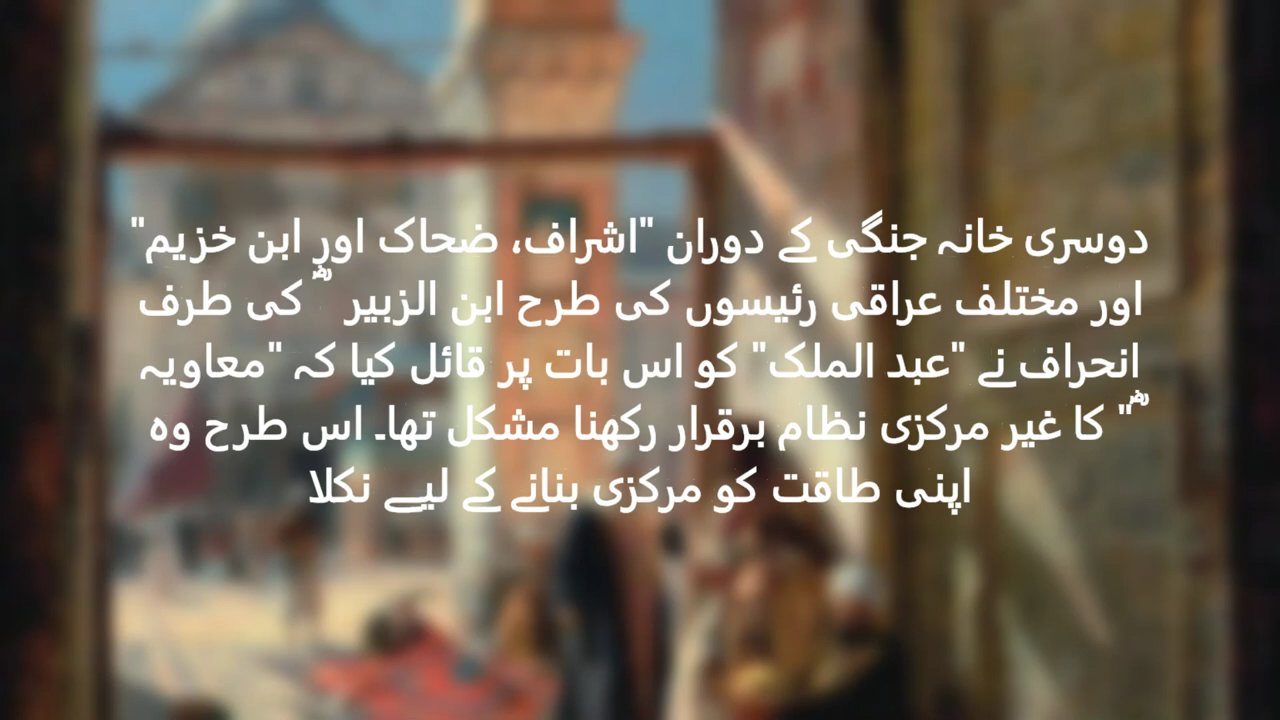 دوسری خانہ جنگی کے دوران "اشراف، ضحاک اور ابن خزیم"
اور مختلف عراقی رئیسوں کی طرح ابن الزبیر ؓ کی طرف
انحراف نے "عبد الملک" کو اس بات پر قائل کیا کہ "معاویہ
ؓ" کا غیر مرکزی نظام برقرار رکھنا مشکل تھا۔ اس طرح وہ
اپنی طاقت کو مرکزی بنانے کے لیے نکلا